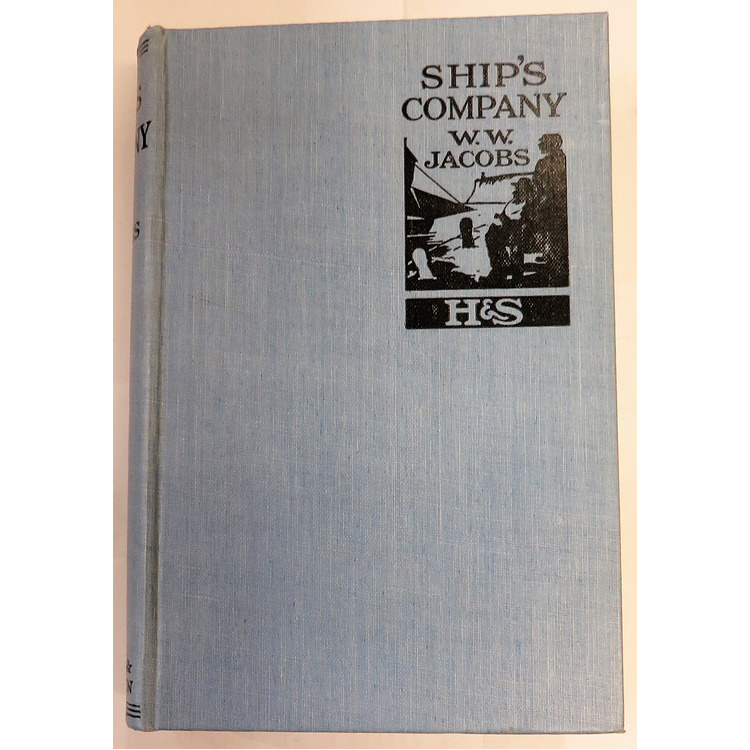 SHIP'S
COMPANY
W. W.
JACOBS
H&S